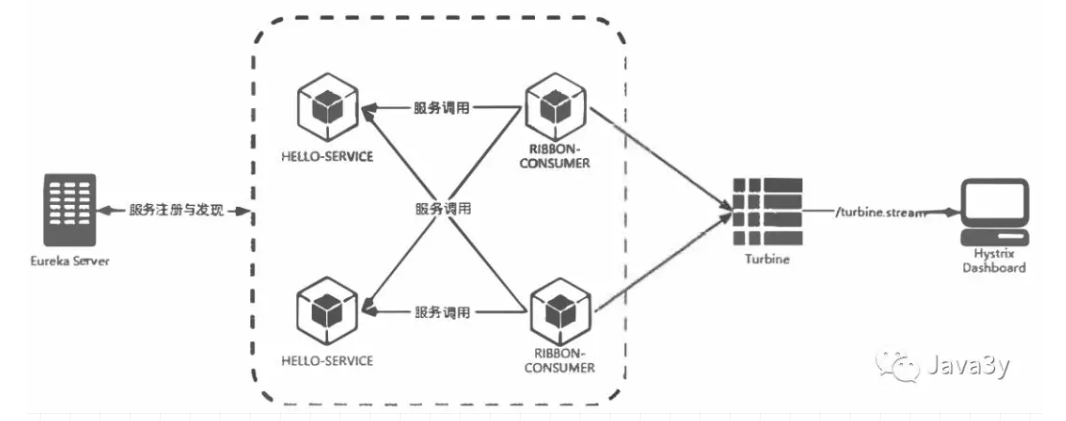 服务调用
HELLO-SERVICE
RIBBON-
CONSUMER
服务注册与发现
服务调用
Eureka Server
/turbine.stream
Turbine
Hystrix
Dashboard
服务调用
HELLO-SERVICE
RIBBON-
CONSUMER
Java3y